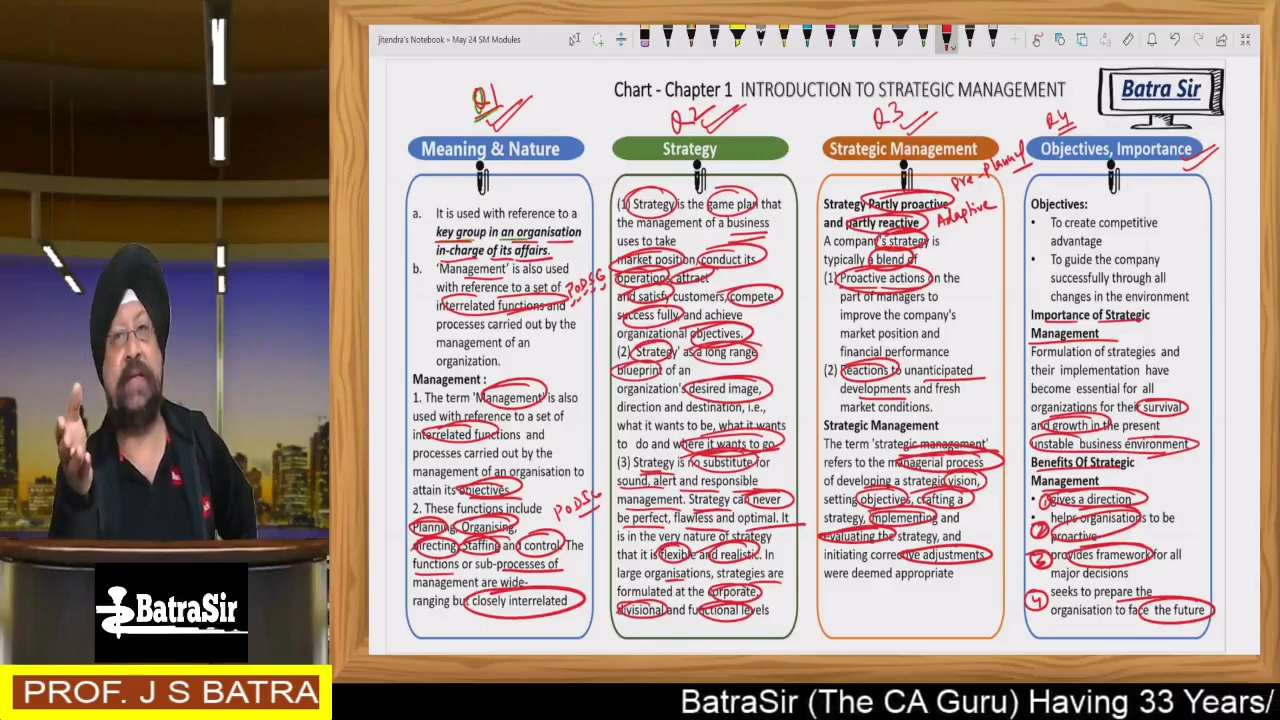 Jitendra's Notebook » May 24 SM Modules
Chart - Chapter 1 INTRODUCTION TO STRATEGIC MANAGEMENT
Batra Sir
Q1
Q2
Q3
Q4
Meaning & Nature
a. It is used with reference to a
key group in an organisation
in-charge of its affairs.
b. 'Management' is also used
with reference to a set of
interrelated functions and
processes carried out by the
management of an
organization.
PODSC
Management :
1. The term 'Management' is also
used with reference to a set of
interrelated functions and
processes carried out by the
management of an organisation to
attain its objectives
2. These functions include
Planning, Organising,
directing, Staffing and control. The
functions or sub-processes of
management are wide-
ranging but closely interrelated
PODSC
Strategy
(1) Strategy is the game plan that
the management of a business
uses to take
market position, conduct its
operations, attract
and satisfy customers, compete
success fully, and achieve
organizational objectives.
(2) Strategy' as a long range
blueprint of an
organization's desired image,
direction and destination, i.e.,
what it wants to be, what it wants
to do and where it wants to go
(3) Strategy is no substitute for
sound, alert and responsible
management. Strategy can never
be perfect, flawless and optimal. It
is in the very nature of strategy
that it is flexible and realistic. In
large organisations, strategies are
formulated at the corporate,
divisional and functional levels
Strategic Management
Pre-planned
Strategy Partly proactive
and partly reactive
Adaptive
A company's strategy is
typically a blend of
(1) Proactive actions on the
part of managers to
improve the company's
market position and
financial performance
(2) Reactions to unanticipated
developments and fresh
market conditions.
Strategic Management
The term 'strategic management'
refers to the managerial process
of developing a strategic vision,
setting objectives, crafting a
strategy, implementing and
evaluating the strategy, and
initiating corrective adjustments
were deemed appropriate
Objectives, Importance
Objectives:
• To create competitive
advantage
• To guide the company
successfully through all
changes in the environment
Importance of Strategic
Management
Formulation of strategies and
their implementation have
become essential for all
organizations for their survival
and growth in the present
unstable business environment
Benefits Of Strategic
Management
1 gives a direction
• helps organisations to be
2 proactive
3 provides framework for all
major decisions
4 seeks to prepare the
organisation to face the future
BatraSir
PROF. J S BATRA
BatraSir (The CA Guru) Having 33 Years/